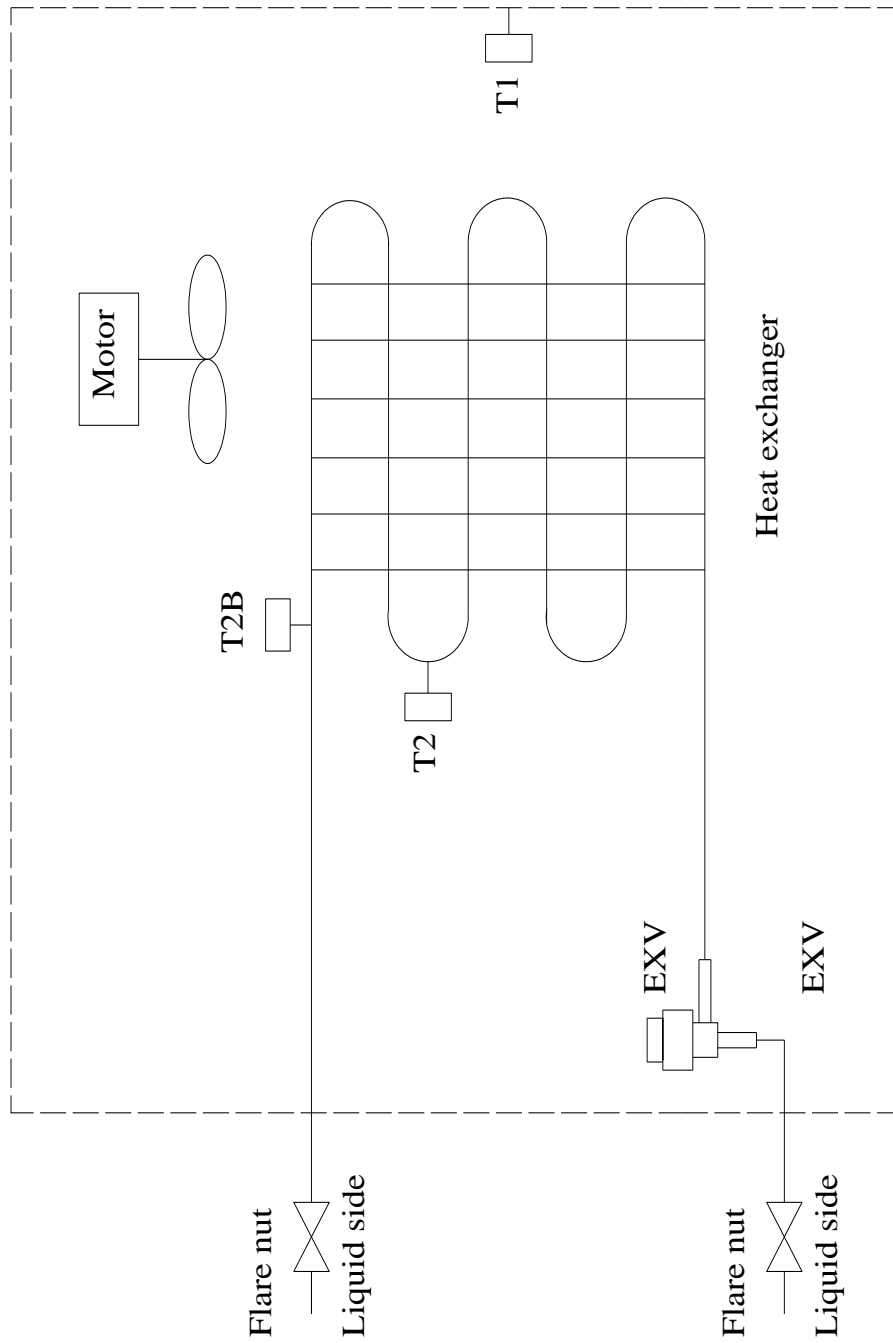 Motor
T2B
T2
T1
Heat exchanger
EXV
EXV
Flare nut
Liquid side
Flare nut
Liquid side